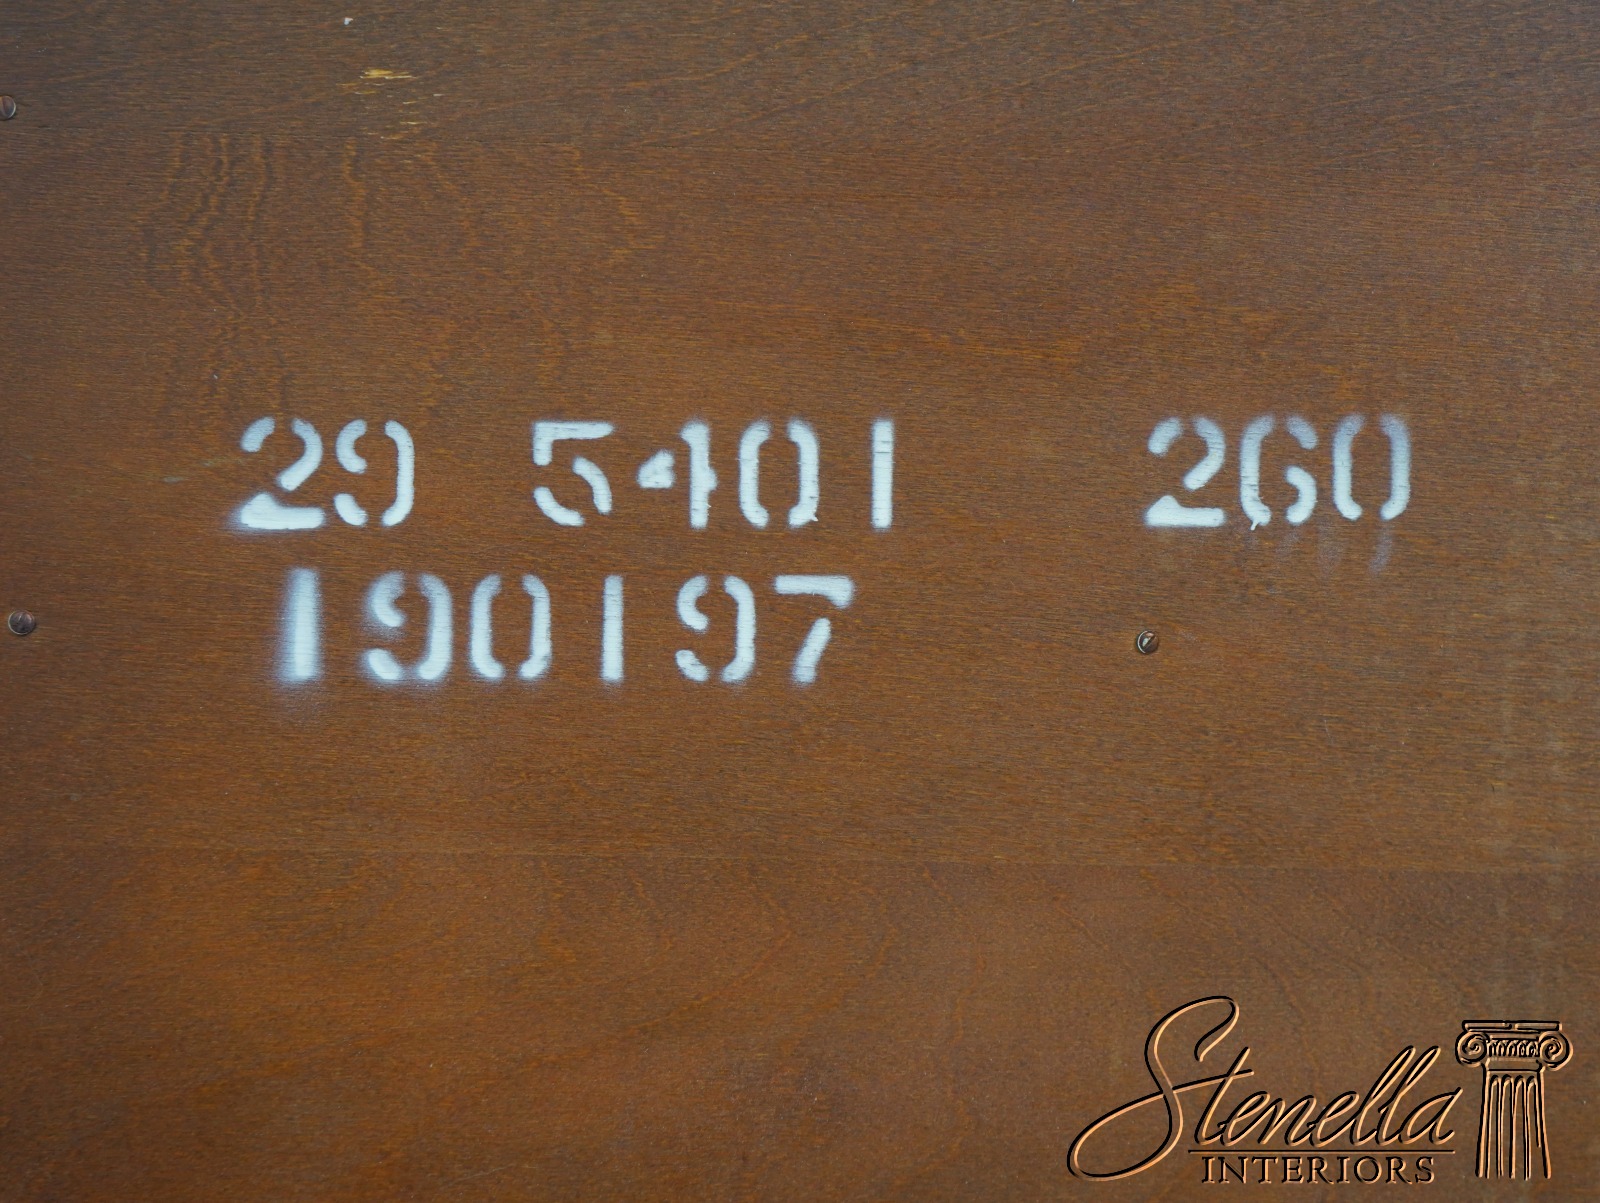 29 5401 260
190197
Stenella
INTERIORS